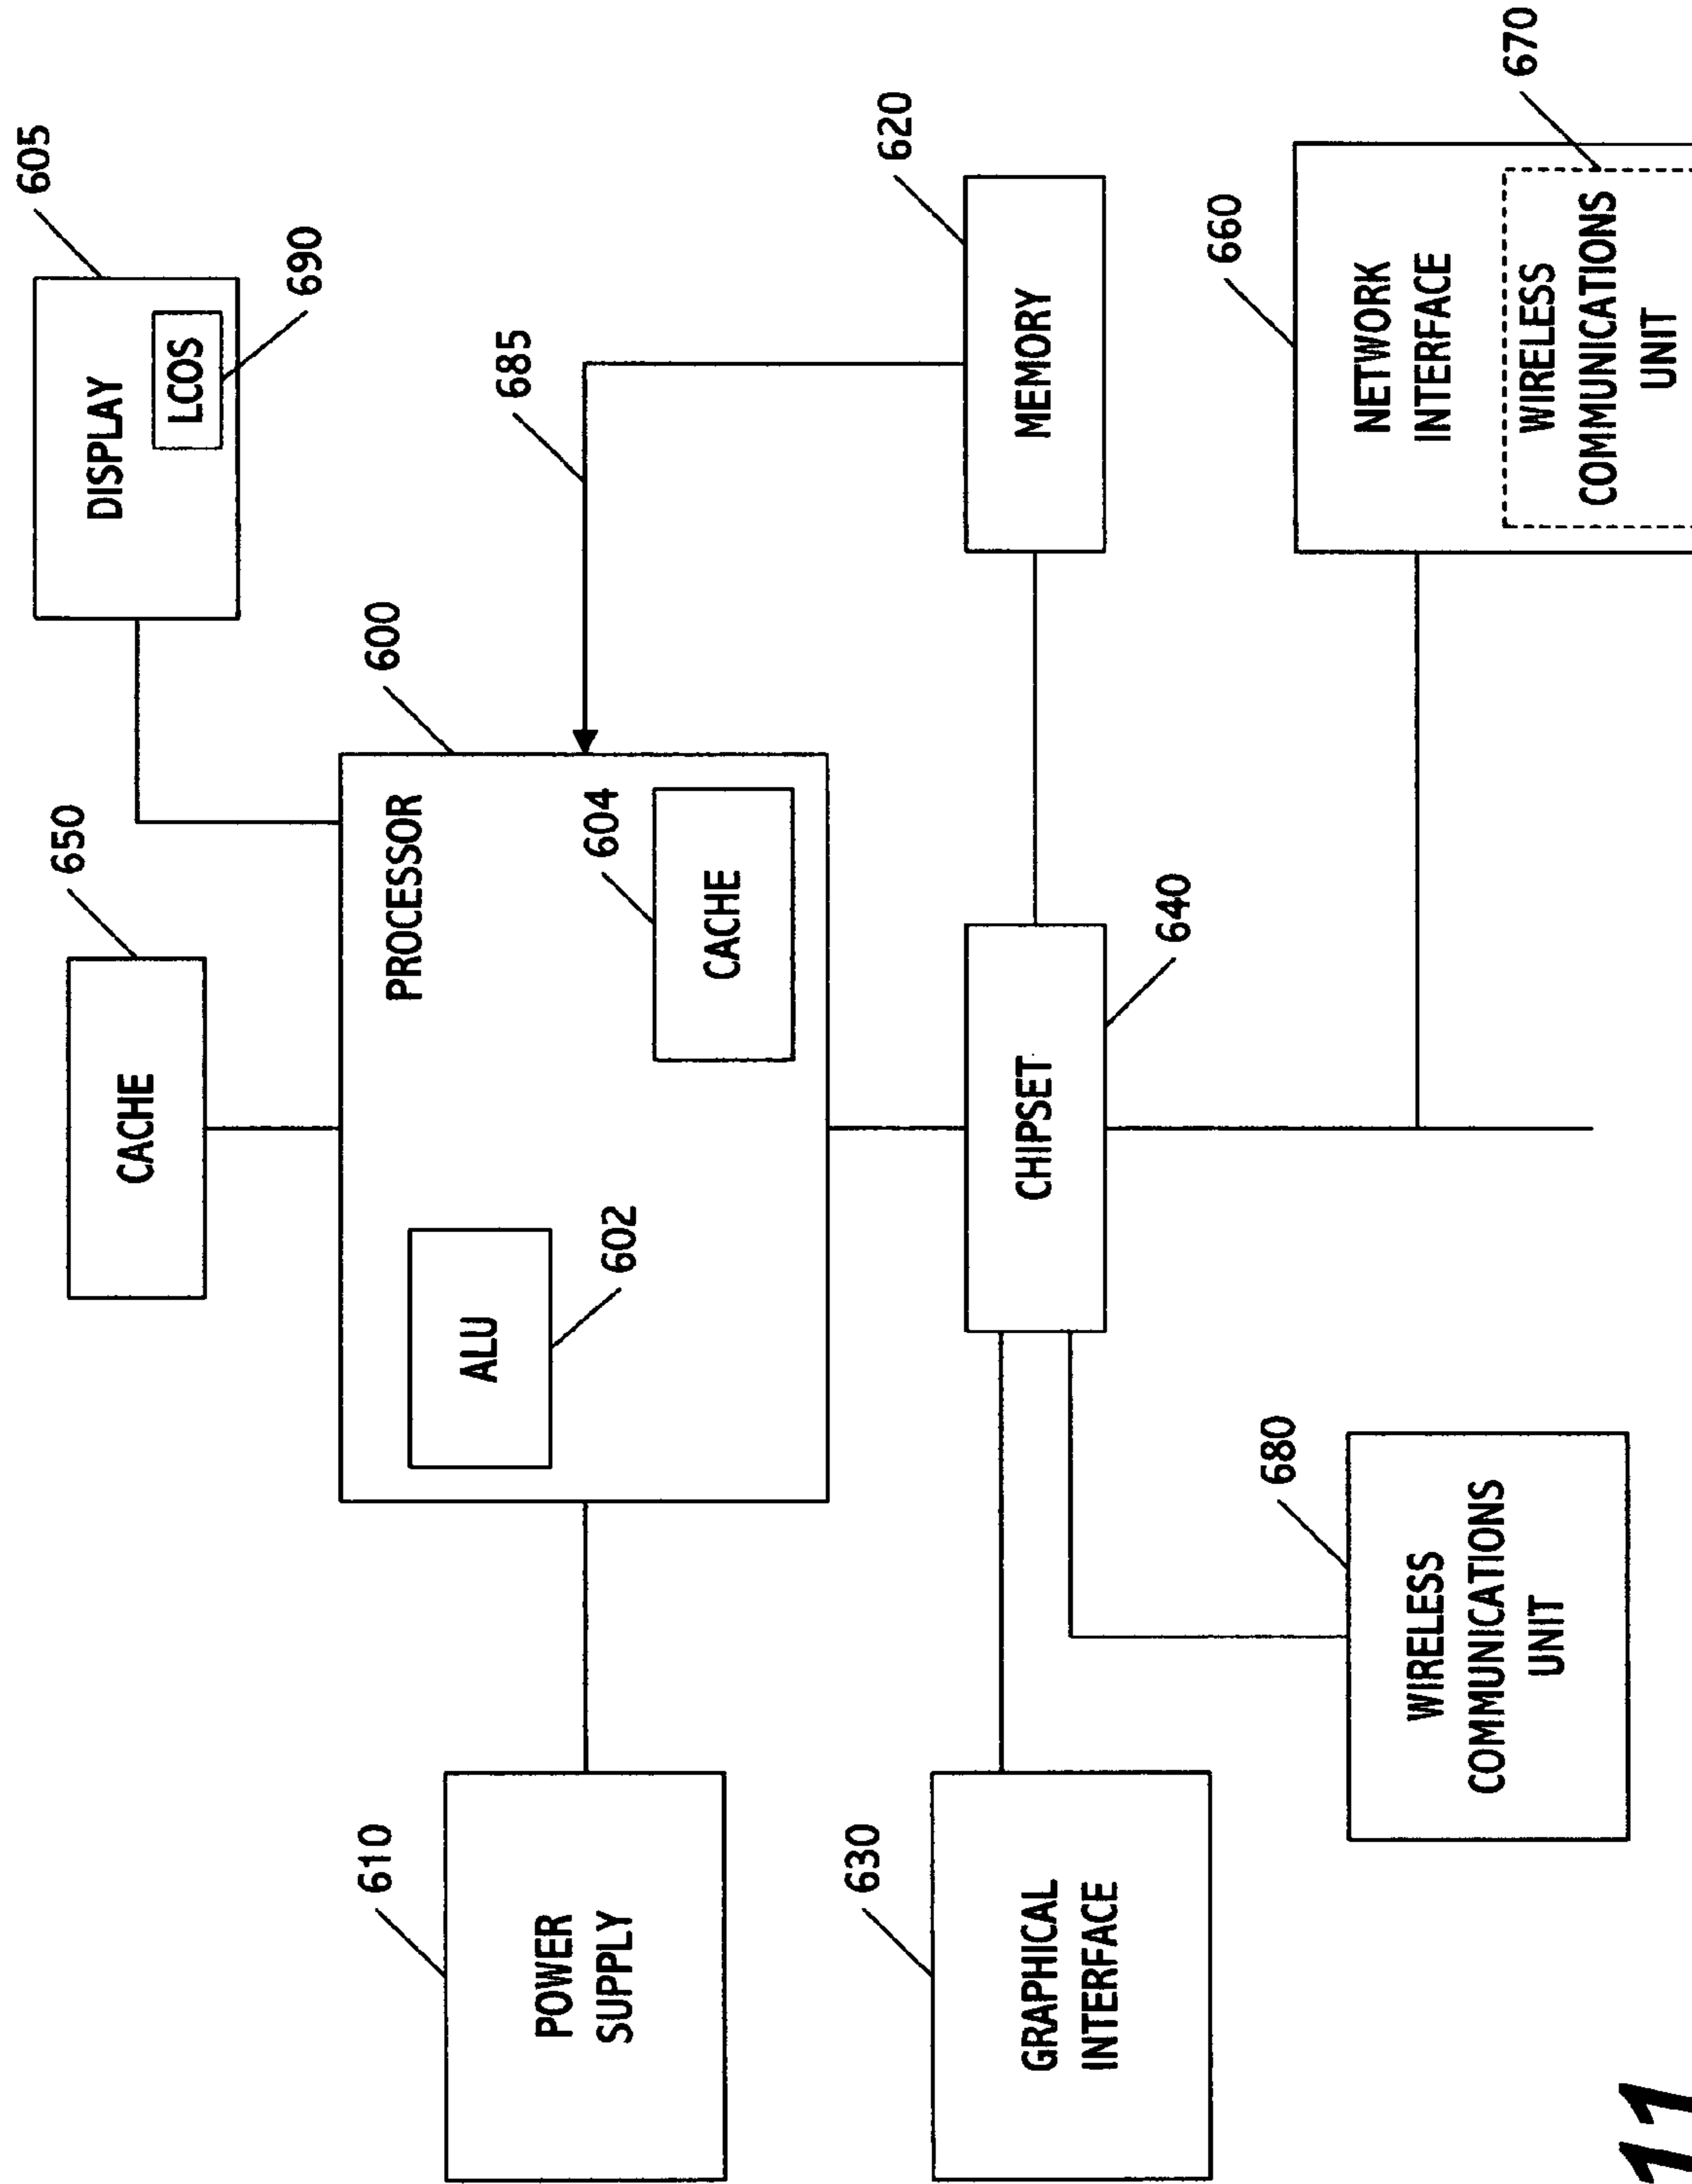 605
DISPLAY
LCOS
690
650
CACHE
600
685
PROCESSOR
604
CACHE
ALU
602
610
POWER
SUPPLY
620
MEMORY
640
CHIPSET
630
GRAPHICAL
INTERFACE
680
WIRELESS
COMMUNICATIONS
UNIT
660
NETWORK
INTERFACE
670
WIRELESS
COMMUNICATIONS
UNIT
11